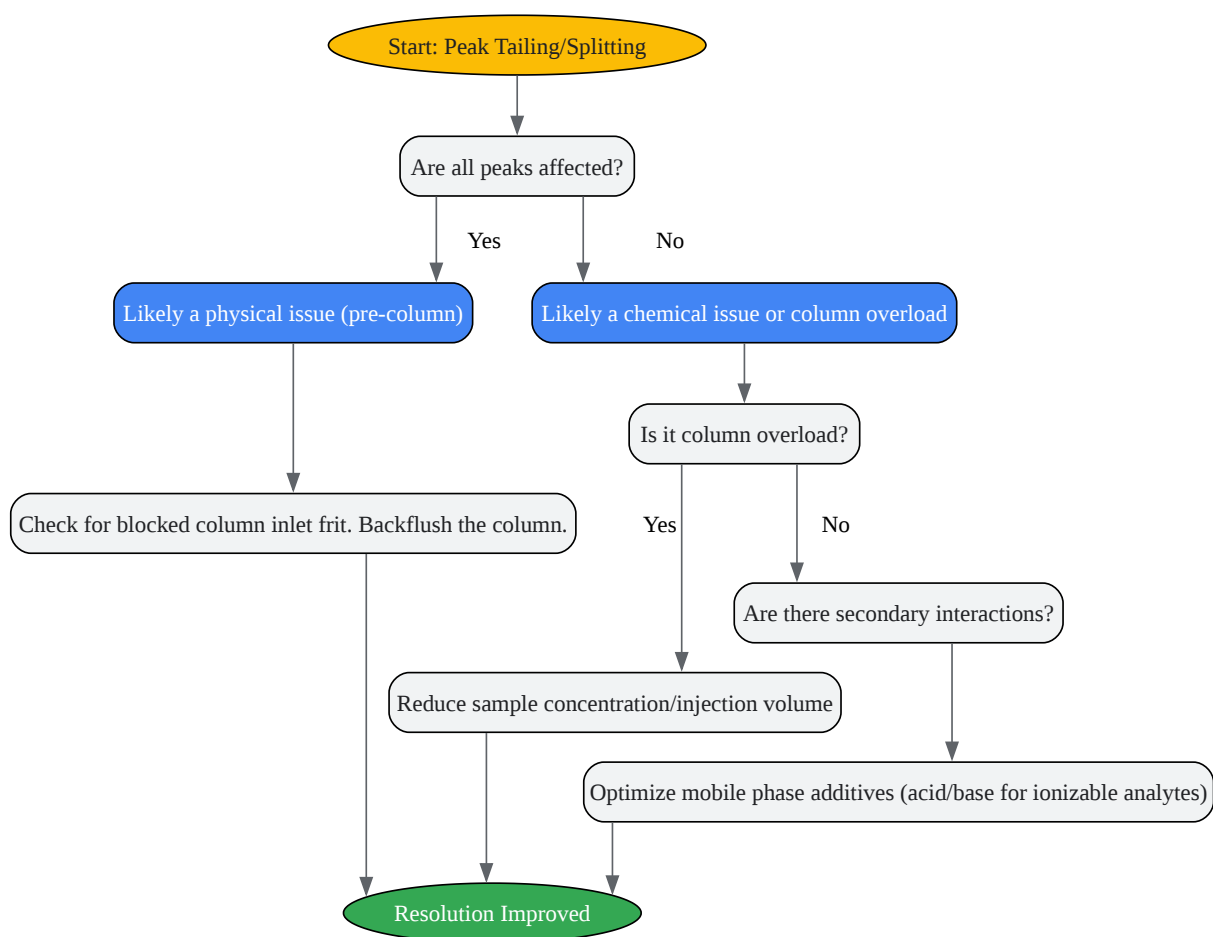 Start: Peak Tailing/Splitting
Are all peaks affected?
Yes
No
Likely a physical issue (pre-column)
Likely a chemical issue or column overload
Is it column overload?
Check for blocked column inlet frit. Backflush the column.
Yes
No
Are there secondary interactions?
Reduce sample concentration/injection volume
Optimize mobile phase additives (acid/base for ionizable analytes)
Resolution Improved